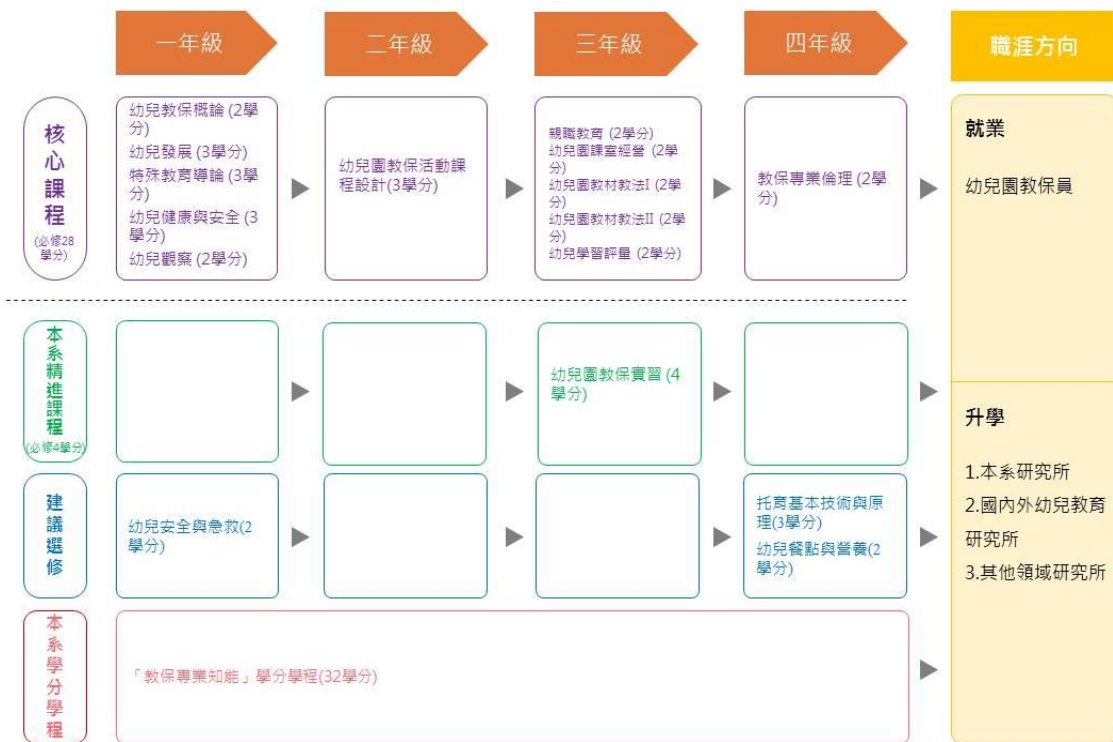 一年級
二年級
三年級
四年級
職涯方向
核
心
課
程
(必修28
學分)
幼兒教保概論 (2學
分)
幼兒發展 (3學分)
特殊教育導論 (3學
分)
幼兒健康與安全 (3
學分)
幼兒觀察 (2學分)
幼兒園教保活動課
程設計(3學分)
親職教育 (2學分)
幼兒園課室經營 (2學
分)
幼兒園教材教法I (2學
分)
幼兒園教材教法II (2學
分)
幼兒學習評量 (2學分)
教保專業倫理 (2學
分)
就業
幼兒園教保員
本
系
精
進
課
程
(必修4學分)
幼兒園教保實習 (4
學分)
升學
1.本系研究所
2.國內外幼兒教育
研究所
3.其他領域研究所
建
議
選
修
幼兒安全與急救(2
學分)
托育基本技術與原
理(3學分)
幼兒餐點與營養(2
學分)
本
系
學
分
學
程
「教保專業知能」學分學程(32學分)